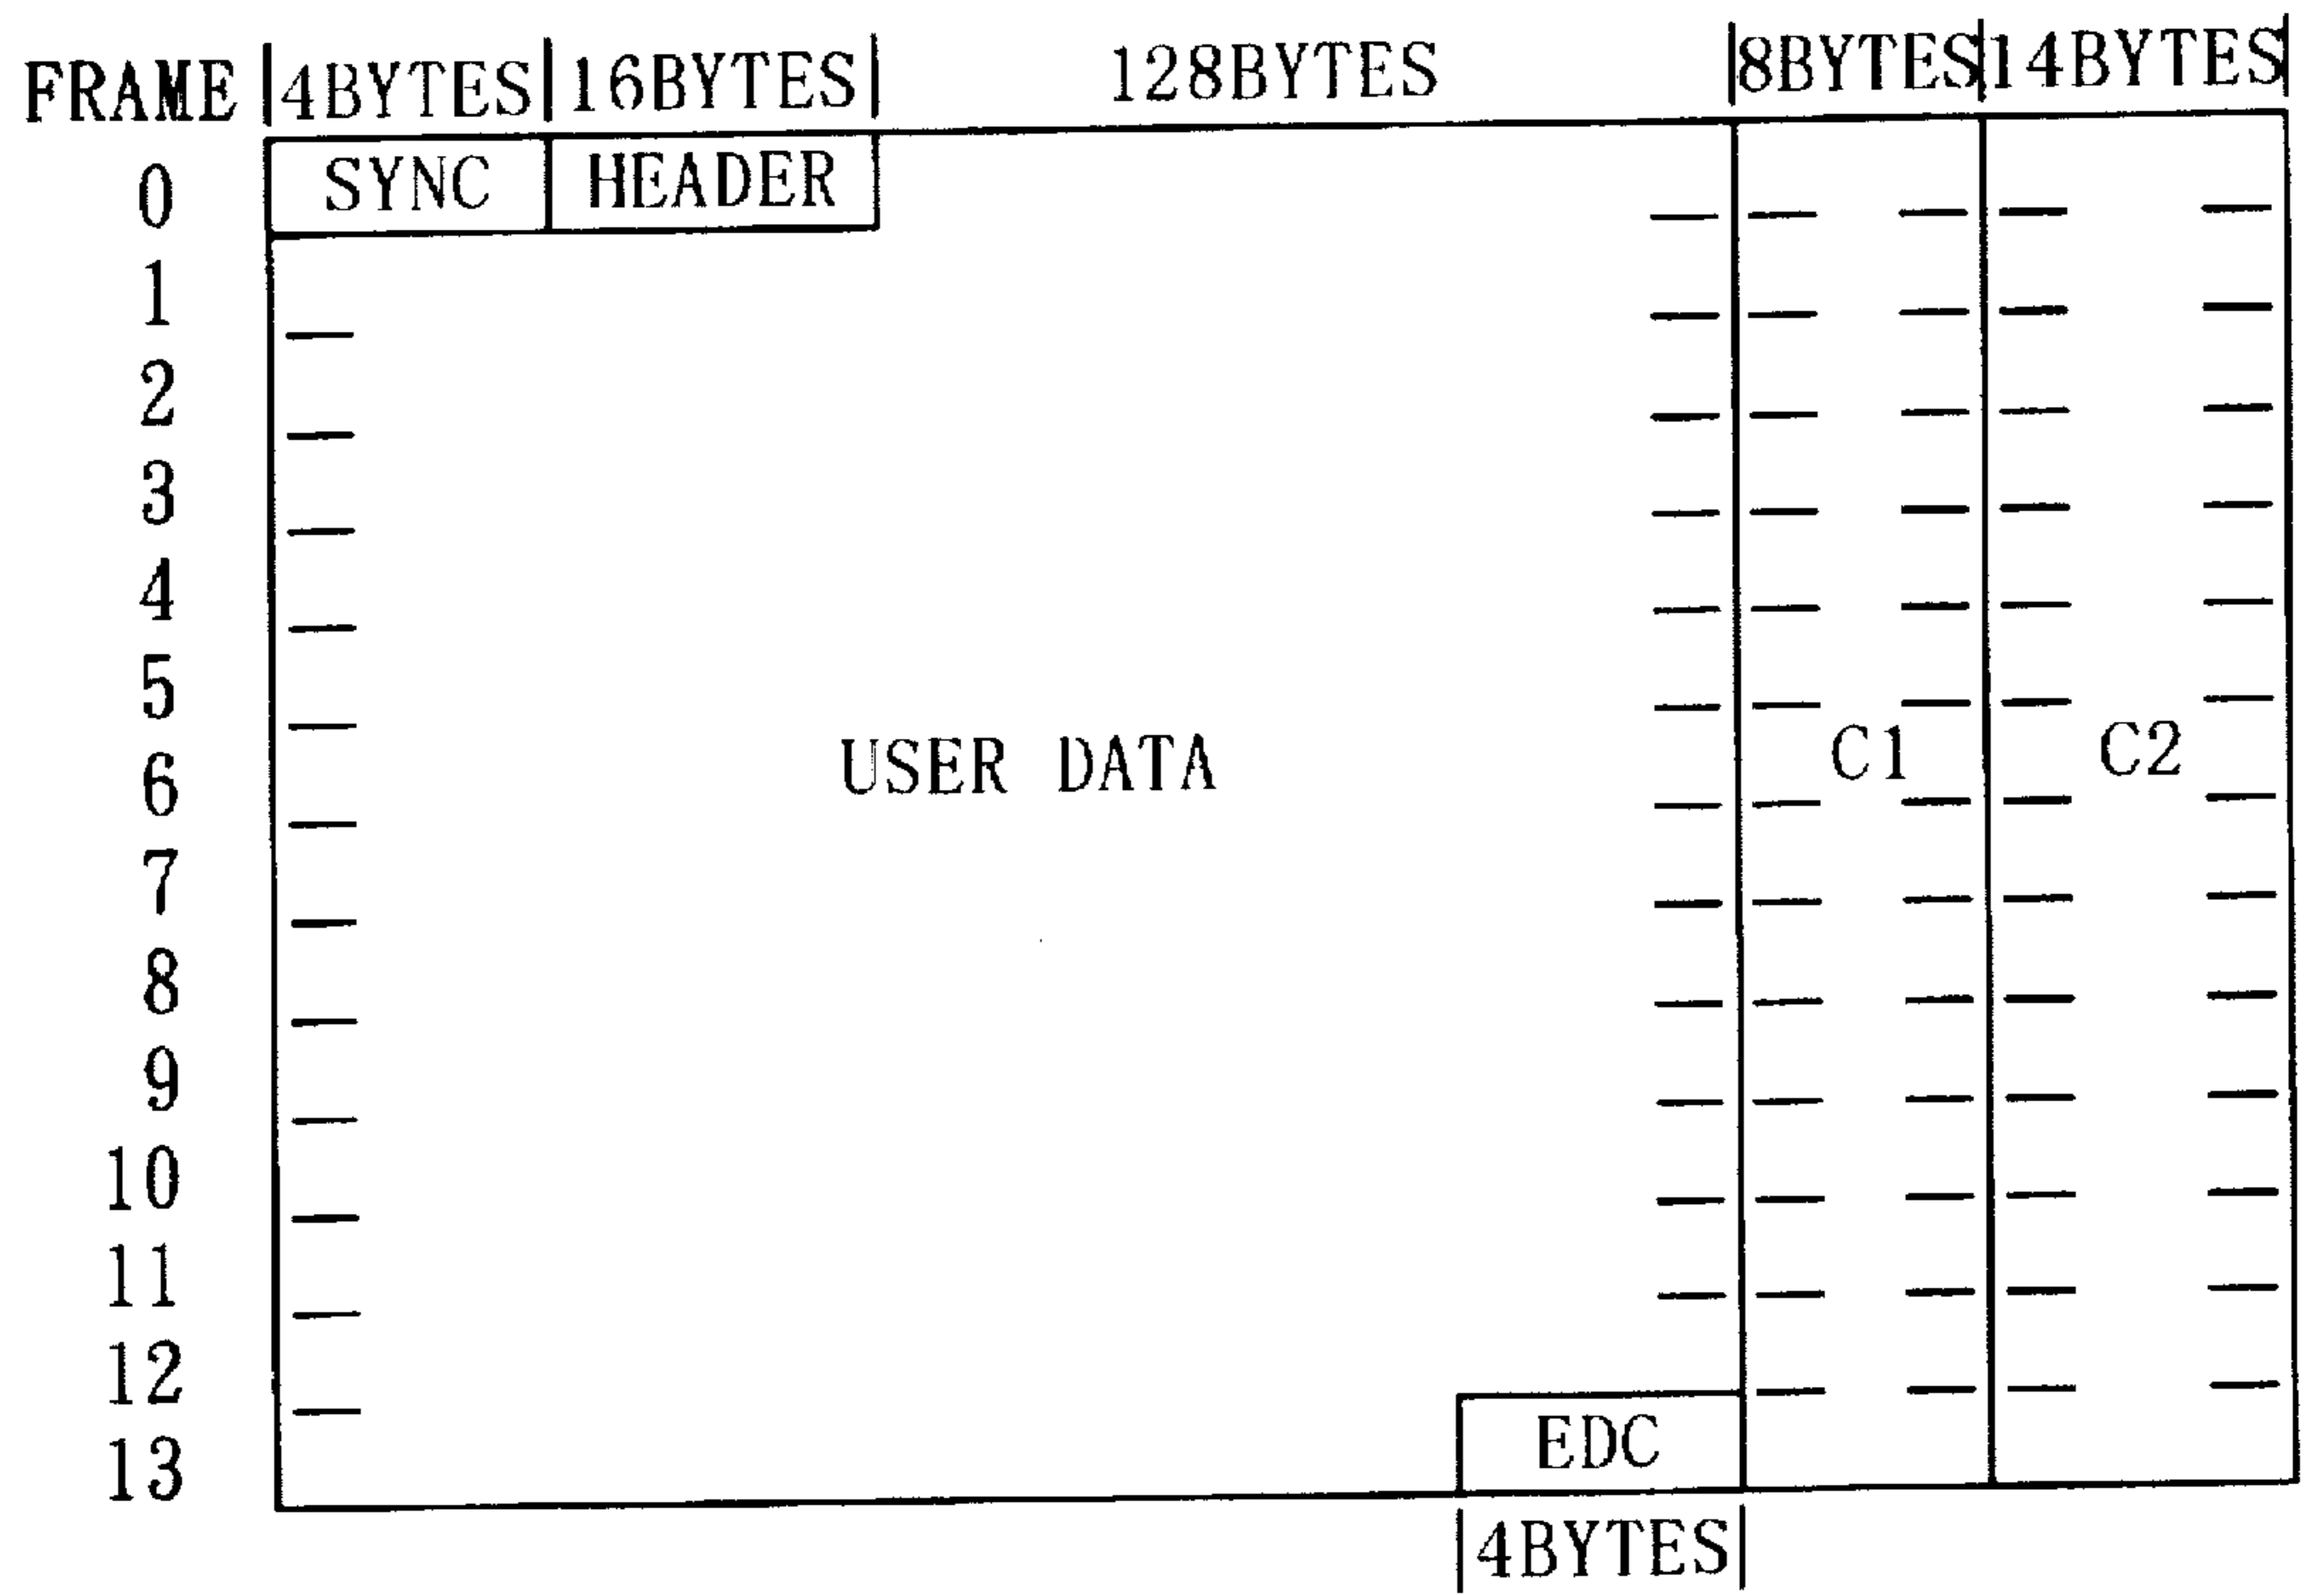 FRAME 4BYTES 16BYTES 128BYTES 8BYTES 14BYTES
0 SYNC HEADER
1
2
3
4
5
6 USER DATA C1 C2
7
8
9
10
11
12
13 EDC
4BYTES